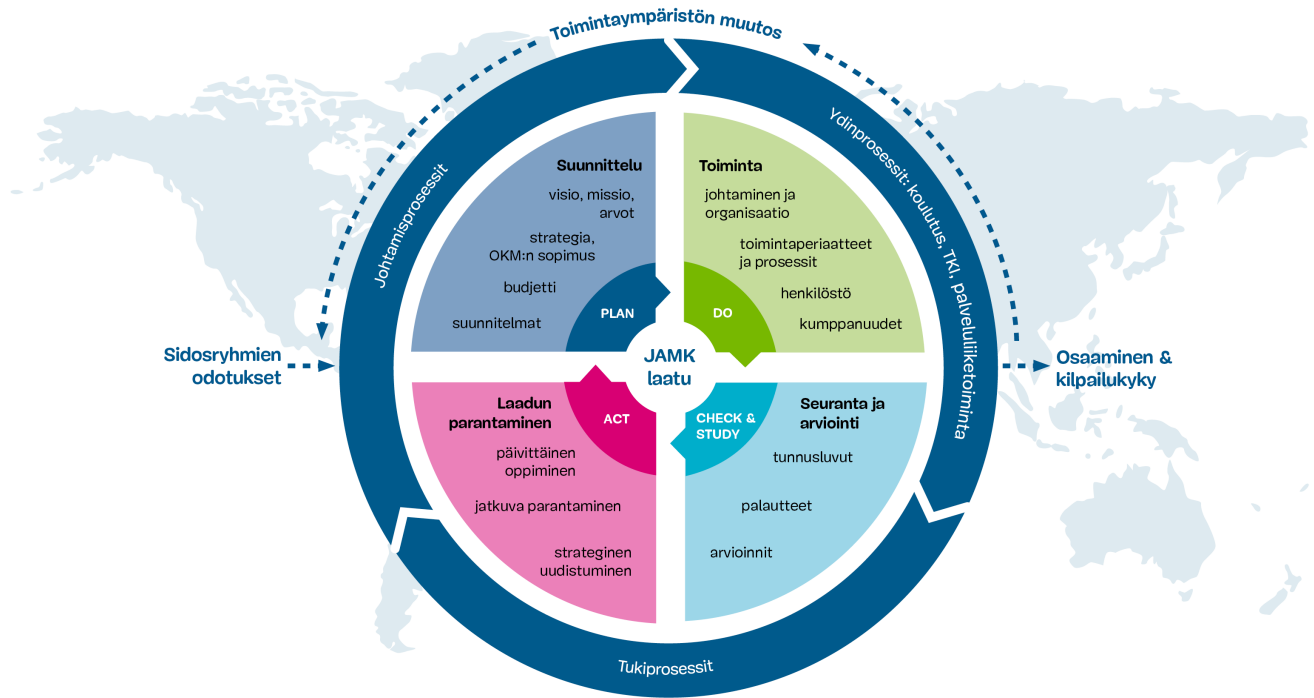 Toimintaympäristön muutos
Johtamisprosessit
Ydinprosessit: koulutus, TKI, palveluliiketoiminta
Suunnittelu
visio, missio,
arvot
strategia,
OKM:n sopimus
budjetti
suunnitelmat
PLAN
Toiminta
johtaminen ja
organisaatio
toimintaperiaatteet
ja prosessit
henkilöstö
kumppanuudet
DO
Sidosryhmien
odotukset
JAMK
laatu
Osaaminen &
kilpailukyky
Laadun
parantaminen
päivittäinen
oppiminen
jatkuva parantaminen
strateginen
uudistuminen
ACT
CHECK &
STUDY
Seuranta ja
arviointi
tunnusluvut
palautteet
arvioinnit
Tukiprosessit